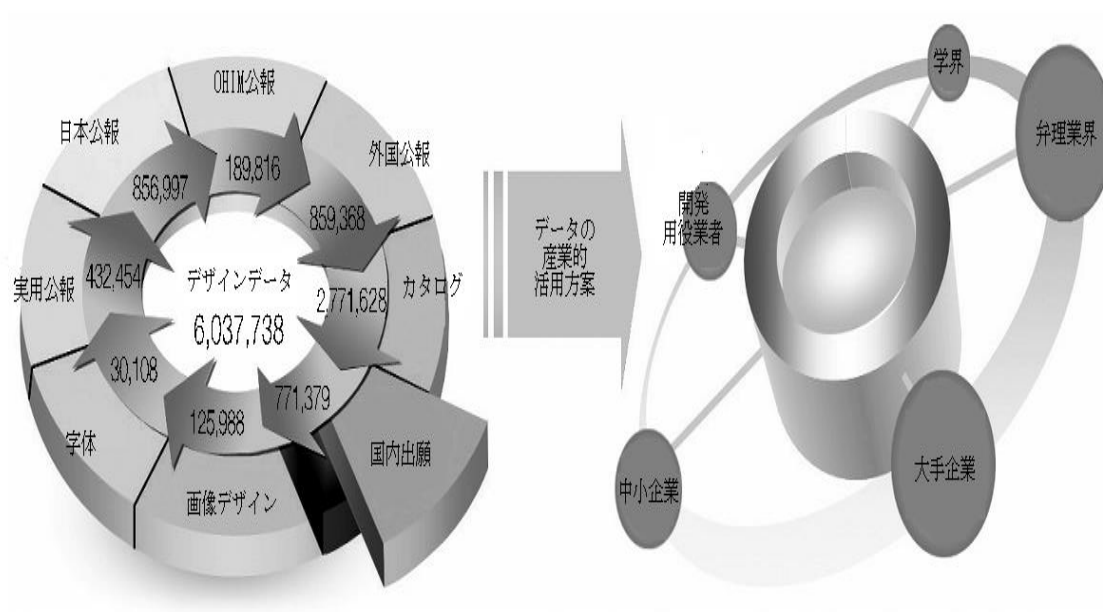 OHIM公報
189,816
外国公報
859,368
カタログ
2,771,628
国内出願
771,379
画像デザイン
125,988
字体
30,108
実用公報
432,454
日本公報
856,997
デザインデータ
6,037,738
データの
産業的
活用方案
学界
弁理業界
開発
用役業者
大手企業
中小企業